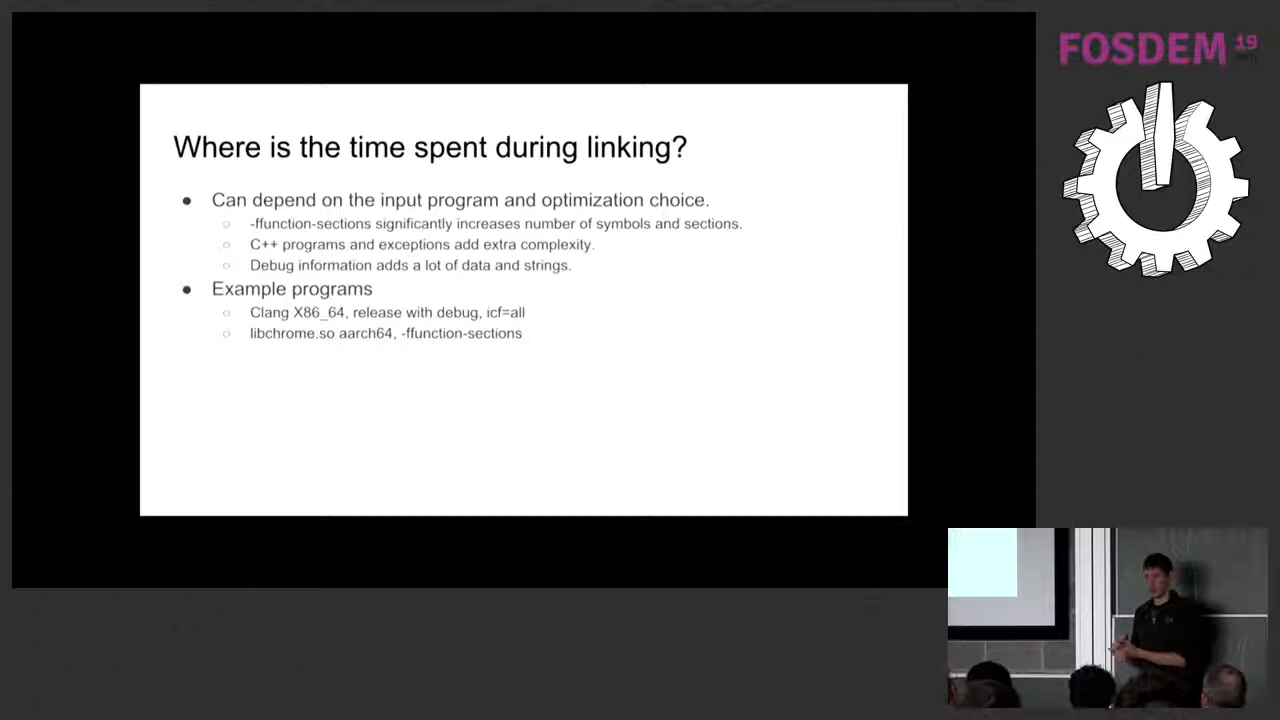 FOSDEM 19
Where is the time spent during linking?
● Can depend on the input program and optimization choice.
○ -ffunction-sections significantly increases number of symbols and sections.
○ C++ programs and exceptions add extra complexity.
○ Debug information adds a lot of data and strings.
● Example programs
○ Clang X86_64, release with debug, icf=all
○ libchrome.so aarch64, -ffunction-sections